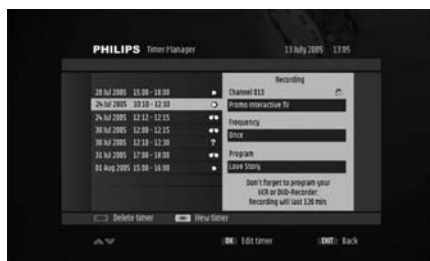 PHILIPS Timer Manager 13 July 2005 13:05
Recording
20 Jul 2005 15:00 - 18:00
24 Jul 2005 10:10 - 12:30
24 Jul 2005 12:12 - 12:15
30 Jul 2005 12:00 - 12:15
30 Jul 2005 12:10 - 12:30
?
31 Jul 2005 17:00 - 18:00
01 Aug 2005 15:00 - 16:00
Channel 013
Promo Interactive TV
Frequency
Once
Program
Love Story
Don't forget to program your
VCR or DVD-Recorder.
Recording will last 120 min.
Delete timer New timer
OK Edit timer EXIT Back